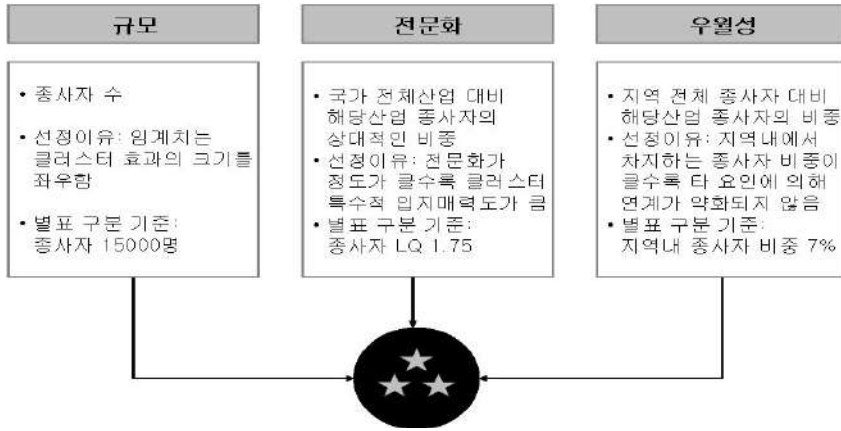 규모
• 종사자 수
• 선정이유: 임계치는
클러스터 효과의 크기를
좌우함
• 별표 구분 기준:
종사자 15000명
전문화
• 국가 전체산업 대비
해당산업 종사자의
상대적인 비중
• 선정이유: 전문화가
정도가 클수록 클러스터
특수적 입지매력도가 큼
• 별표 구분 기준:
종사자 LQ 1.75
우월성
• 지역 전체 종사자 대비
해당산업 종사자의 비중
• 선정이유: 지역내에서
차지하는 종사자 비중이
클수록 타 요인에 의해
연계가 약화되지 않음
• 별표 구분 기준:
지역내 종사자 비중 7%